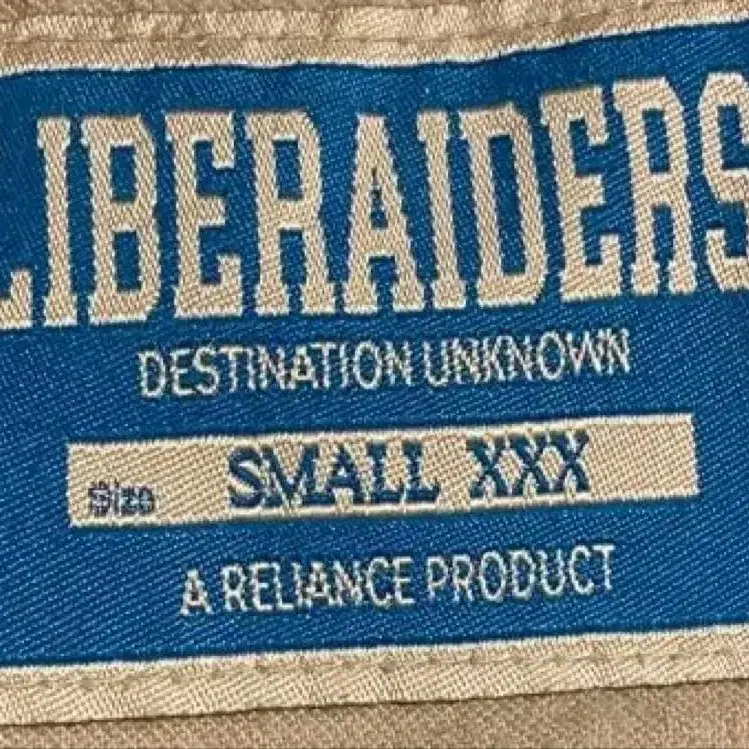 LIBERAIDERS
DESTINATION UNKNOWN
Size SMALL XXX
A RELIANCE PRODUCT